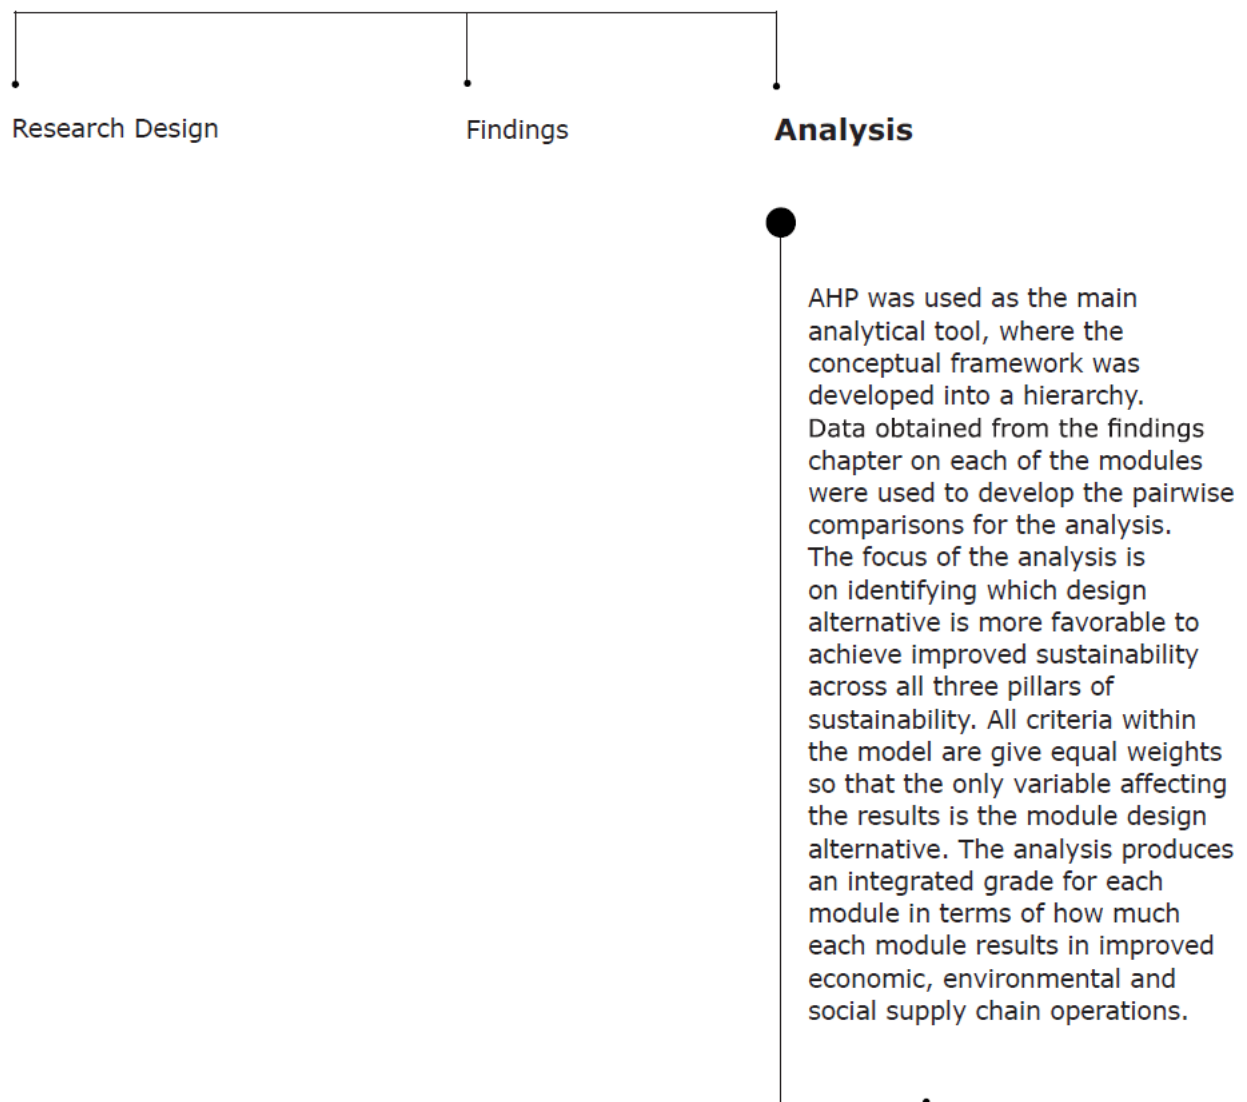 Research Design
Findings
Analysis
AHP was used as the main
analytical tool, where the
conceptual framework was
developed into a hierarchy.
Data obtained from the findings
chapter on each of the modules
were used to develop the pairwise
comparisons for the analysis.
The focus of the analysis is
on identifying which design
alternative is more favorable to
achieve improved sustainability
across all three pillars of
sustainability. All criteria within
the model are give equal weights
so that the only variable affecting
the results is the module design
alternative. The analysis produces
an integrated grade for each
module in terms of how much
each module results in improved
economic, environmental and
social supply chain operations.